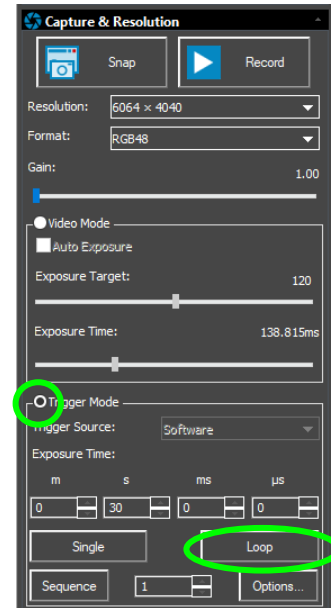 Capture & Resolution
Snap
Record
Resolution: 6064 × 4040
Format: RGB48
Gain:
1.00
Video Mode
Auto Exposure
Exposure Target: 120
Exposure Time: 138.815ms
Trigger Mode
Trigger Source: Software
Exposure Time:
m s ms µs
0 30 0 0
Single Loop
Sequence 1 Options...